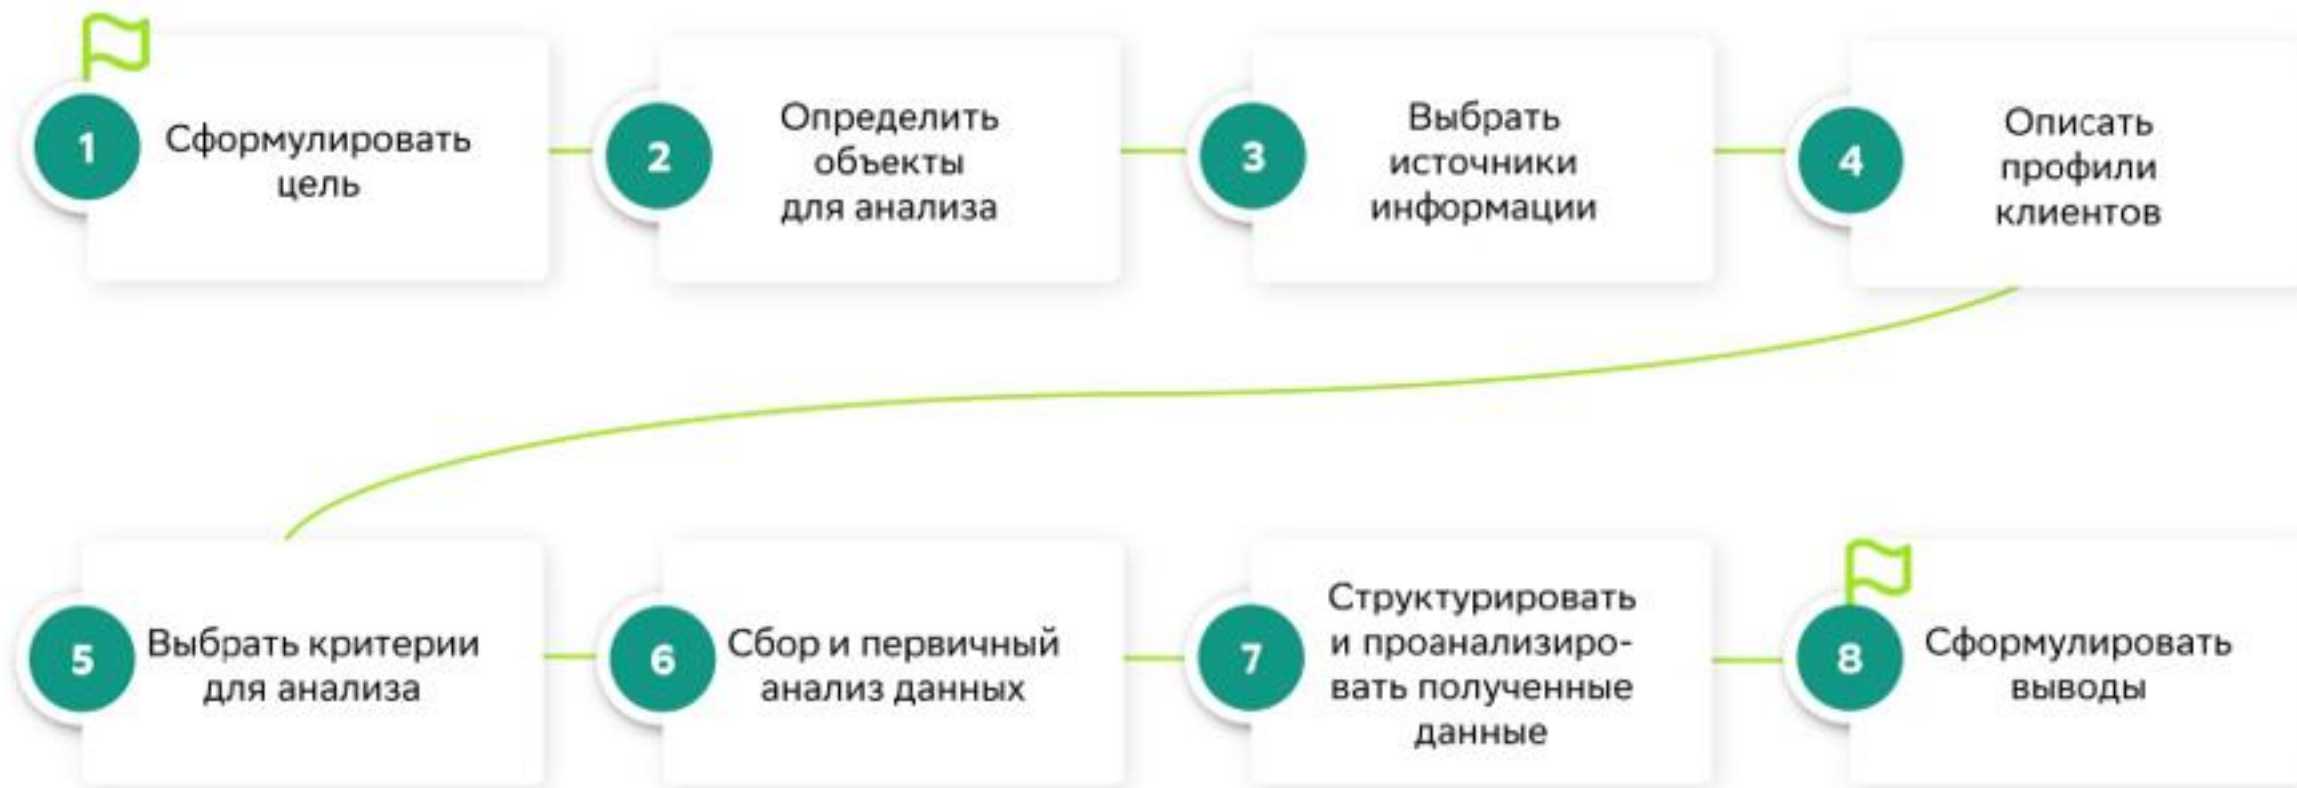 1
Сформулировать
цель
2
Определить
объекты
для анализа
3
Выбрать
источники
информации
4
Описать
профили
клиентов
5
Выбрать критерии
для анализа
6
Сбор и первичный
анализ данных
7
Структурировать
и проанализиро-
вать полученные
данные
8
Сформулировать
выводы